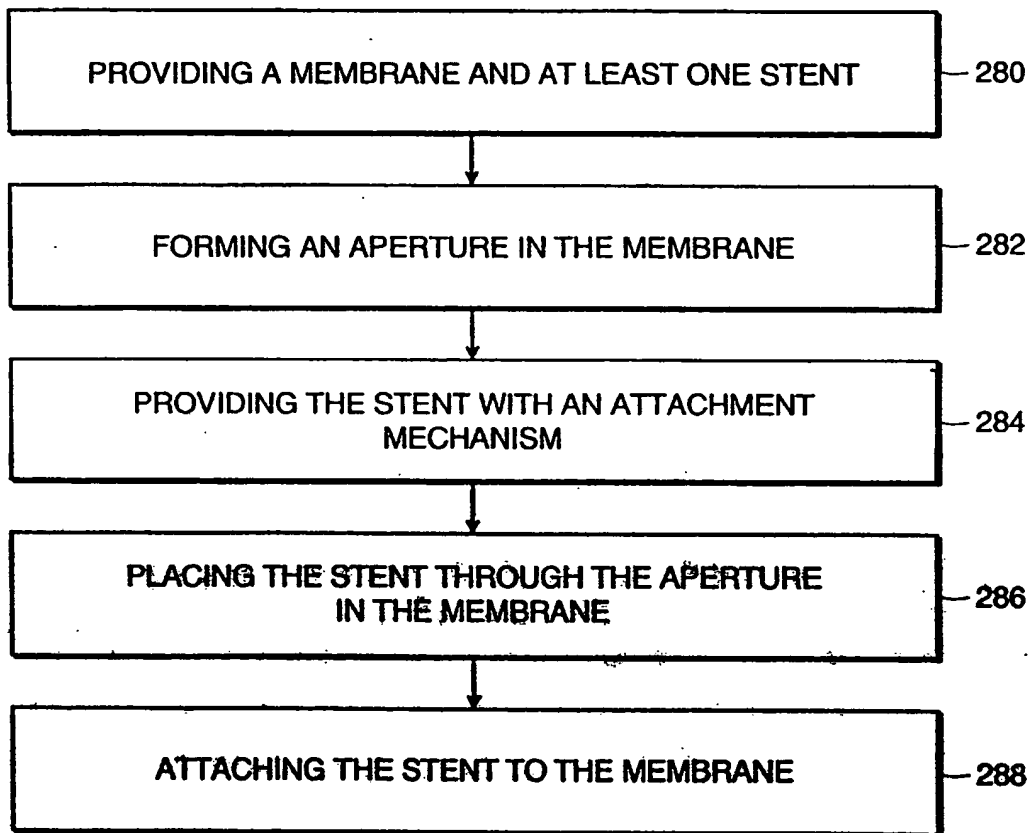 PROVIDING A MEMBRANE AND AT LEAST ONE STENT
280
FORMING AN APERTURE IN THE MEMBRANE
282
PROVIDING THE STENT WITH AN ATTACHMENT
MECHANISM
284
PLACING THE STENT THROUGH THE APERTURE
IN THE MEMBRANE
286
ATTACHING THE STENT TO THE MEMBRANE
288